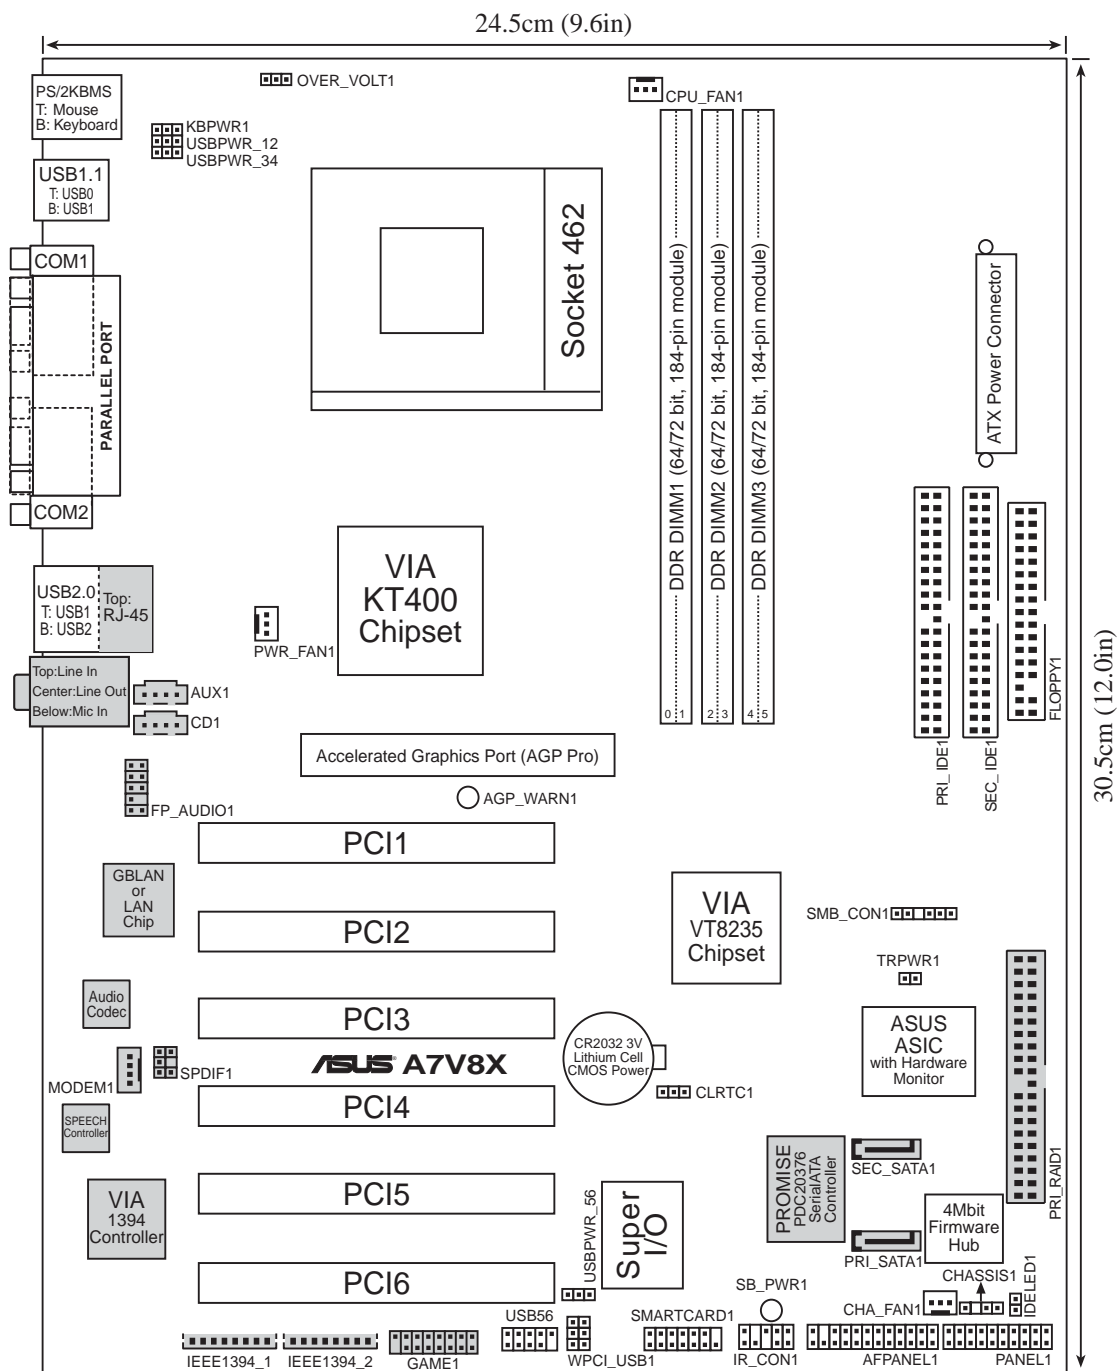 24.5cm (9.6in)
PS/2KBMS
T: Mouse
B: Keyboard
OVER_VOLT1
CPU_FAN1
KBPWR1
USBPWR_12
USBPWR_34
USB1.1
T: USB0
B: USB1
Socket 462
COM1
PARALLEL PORT
COM2
DDR DIMM1 (64/72 bit, 184-pin module)
DDR DIMM2 (64/72 bit, 184-pin module)
DDR DIMM3 (64/72 bit, 184-pin module)
ATX Power Connector
VIA
KT400
Chipset
USB2.0
T: USB1
B: USB2
Top:
RJ-45
PWR_FAN1
Top:Line In
Center:Line Out
Below:Mic In
AUX1
CD1
0 1
2 3
4 5
PRI_IDE1
SEC_IDE1
FLOPPY1
30.5cm (12.0in)
Accelerated Graphics Port (AGP Pro)
AGP_WARN1
FP_AUDIO1
PCI1
GBLAN
or
LAN
Chip
PCI2
VIA
VT8235
Chipset
SMB_CON1
TRPWR1
Audio
Codec
PCI3
ASUS A7V8X
CR2032 3V
Lithium Cell
CMOS Power
ASUS
ASIC
with Hardware
Monitor
MODEM1
SPDIF1
CLRTC1
PCI4
SPEECH
Controller
PROMISE
PDC20376
SerialATA
Controller
SEC_SATA1
PRI_RAID1
VIA
1394
Controller
PCI5
USBPWR_56
Super
I/O
4Mbit
Firmware
Hub
PRI_SATA1
PCI6
SB_PWR1
CHASSIS1
CHA_FAN1
IDELED1
USB56
SMARTCARD1
IEEE1394_1
IEEE1394_2
GAME1
WPCI_USB1
IR_CON1
AFPANEL1
PANEL1